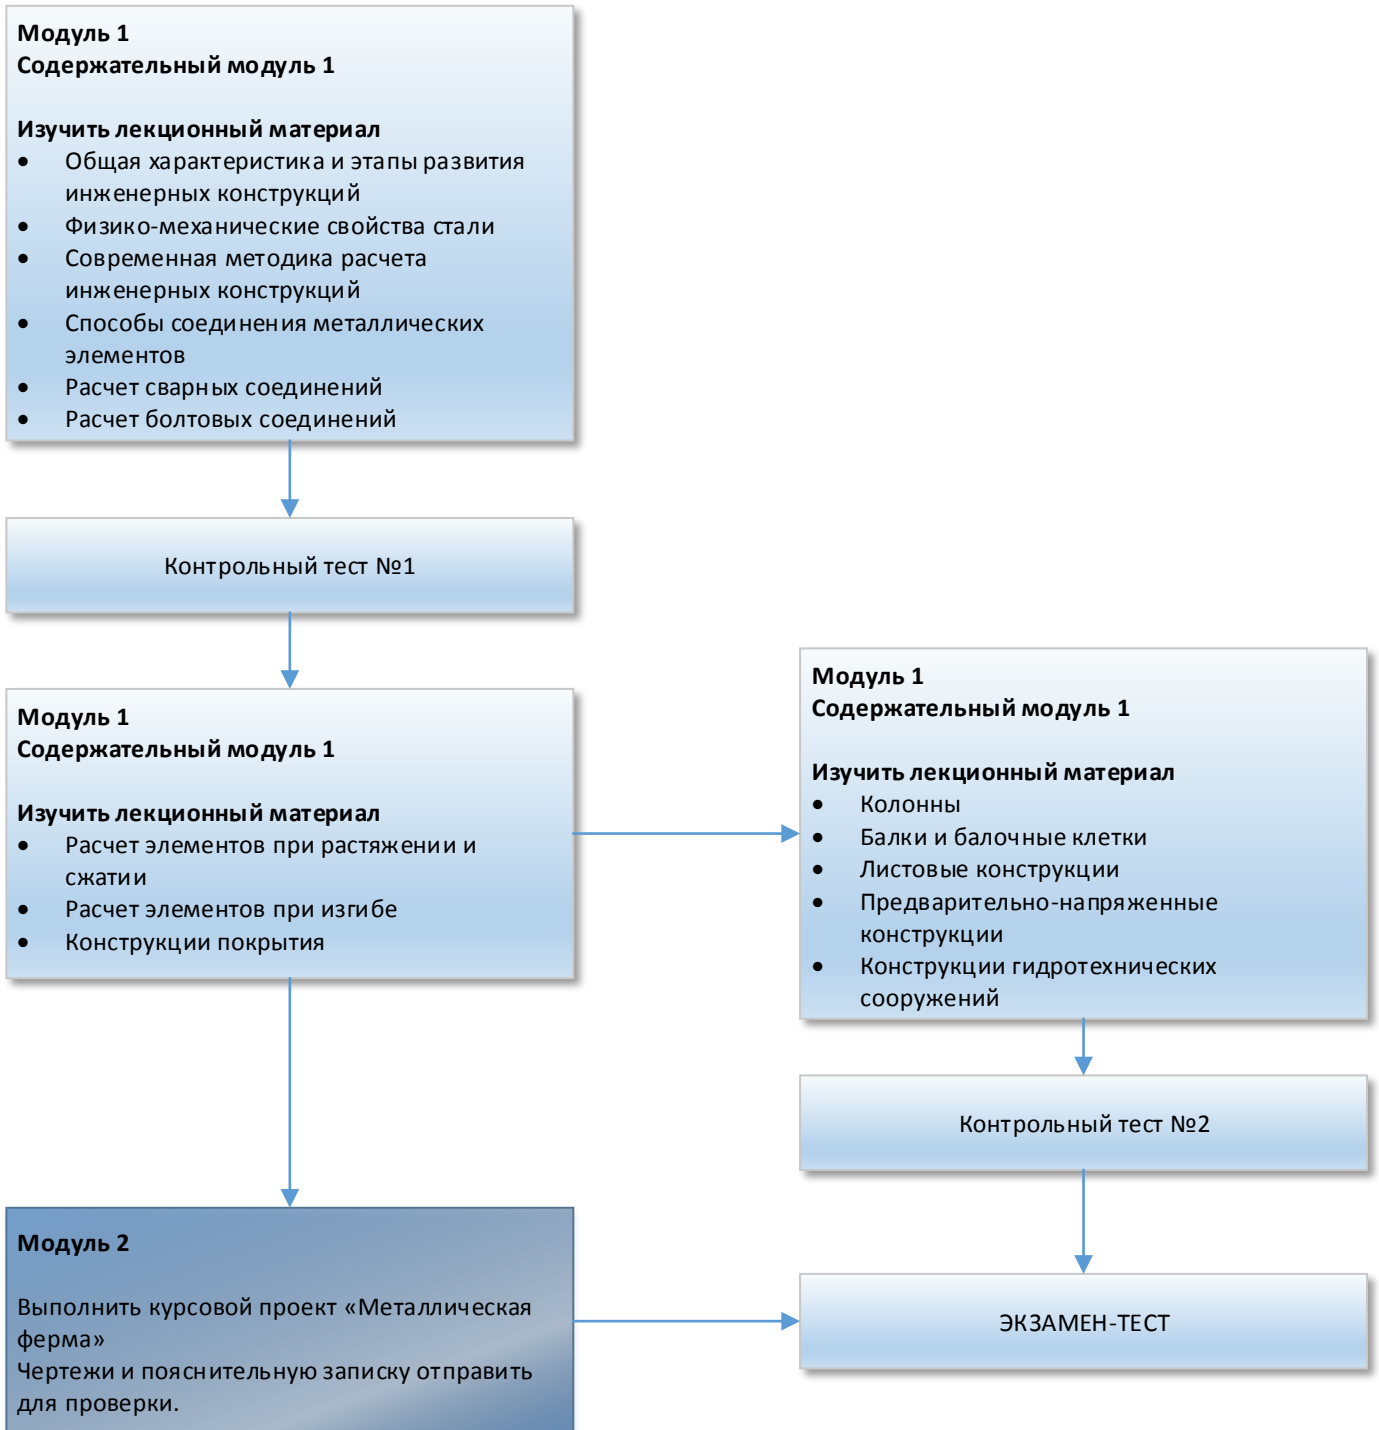 Модуль 1
Содержательный модуль 1
Изучить лекционный материал
• Общая характеристика и этапы развития
инженерных конструкций
• Физико-механические свойства стали
• Современная методика расчета
инженерных конструкций
• Способы соединения металлических
элементов
• Расчет сварных соединений
• Расчет болтовых соединений
Контрольный тест №1
Модуль 1
Содержательный модуль 1
Изучить лекционный материал
• Расчет элементов при растяжении и
сжатии
• Расчет элементов при изгибе
• Конструкции покрытия
Модуль 1
Содержательный модуль 1
Изучить лекционный материал
• Колонны
• Балки и балочные клетки
• Листовые конструкции
• Предварительно-напряженные
конструкции
• Конструкции гидротехнических
сооружений
Контрольный тест №2
Модуль 2
Выполнить курсовой проект «Металлическая
ферма»
Чертежи и пояснительную записку отправить
для проверки.
ЭКЗАМЕН-ТЕСТ